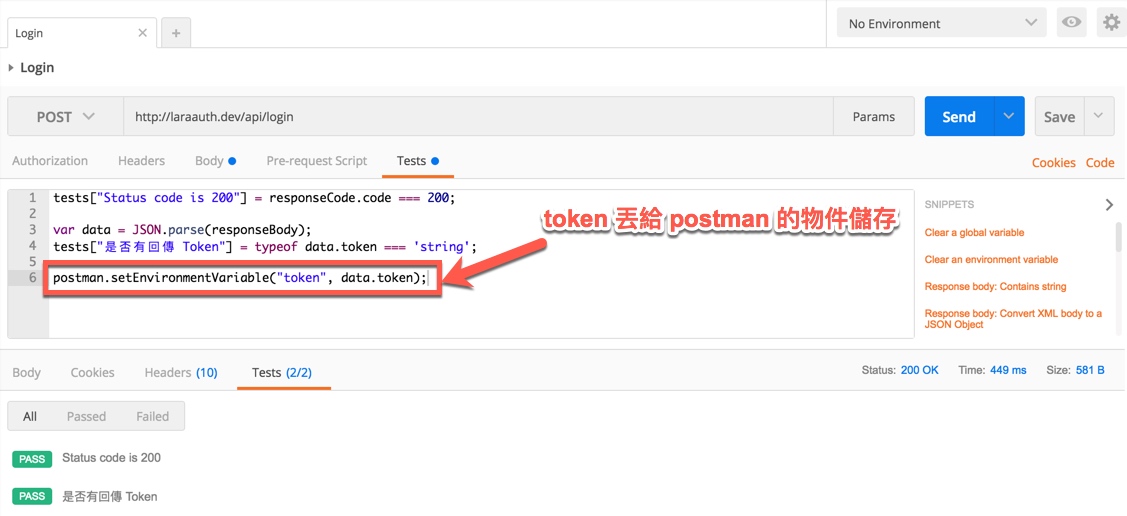 Login
No Environment
Login
POST
http://laraauth.dev/api/login
Params
Send
Save
Authorization
Headers
Body
Pre-request Script
Tests
Cookies
Code
1 tests["Status code is 200"] = responseCode.code === 200;
2
3 var data = JSON.parse(responseBody);
4 tests["是否有回傳 Token"] = typeof data.token === 'string';
5
6 postman.setEnvironmentVariable("token", data.token);
token 丟給 postman 的物件儲存
SNIPPETS
Clear a global variable
Clear an environment variable
Response body: Contains string
Response body: Convert XML body to a
JSON Object
Body
Cookies
Headers (10)
Tests (2/2)
Status: 200 OK
Time: 449 ms
Size: 581 B
All
Passed
Failed
PASS Status code is 200
PASS 是否有回傳 Token